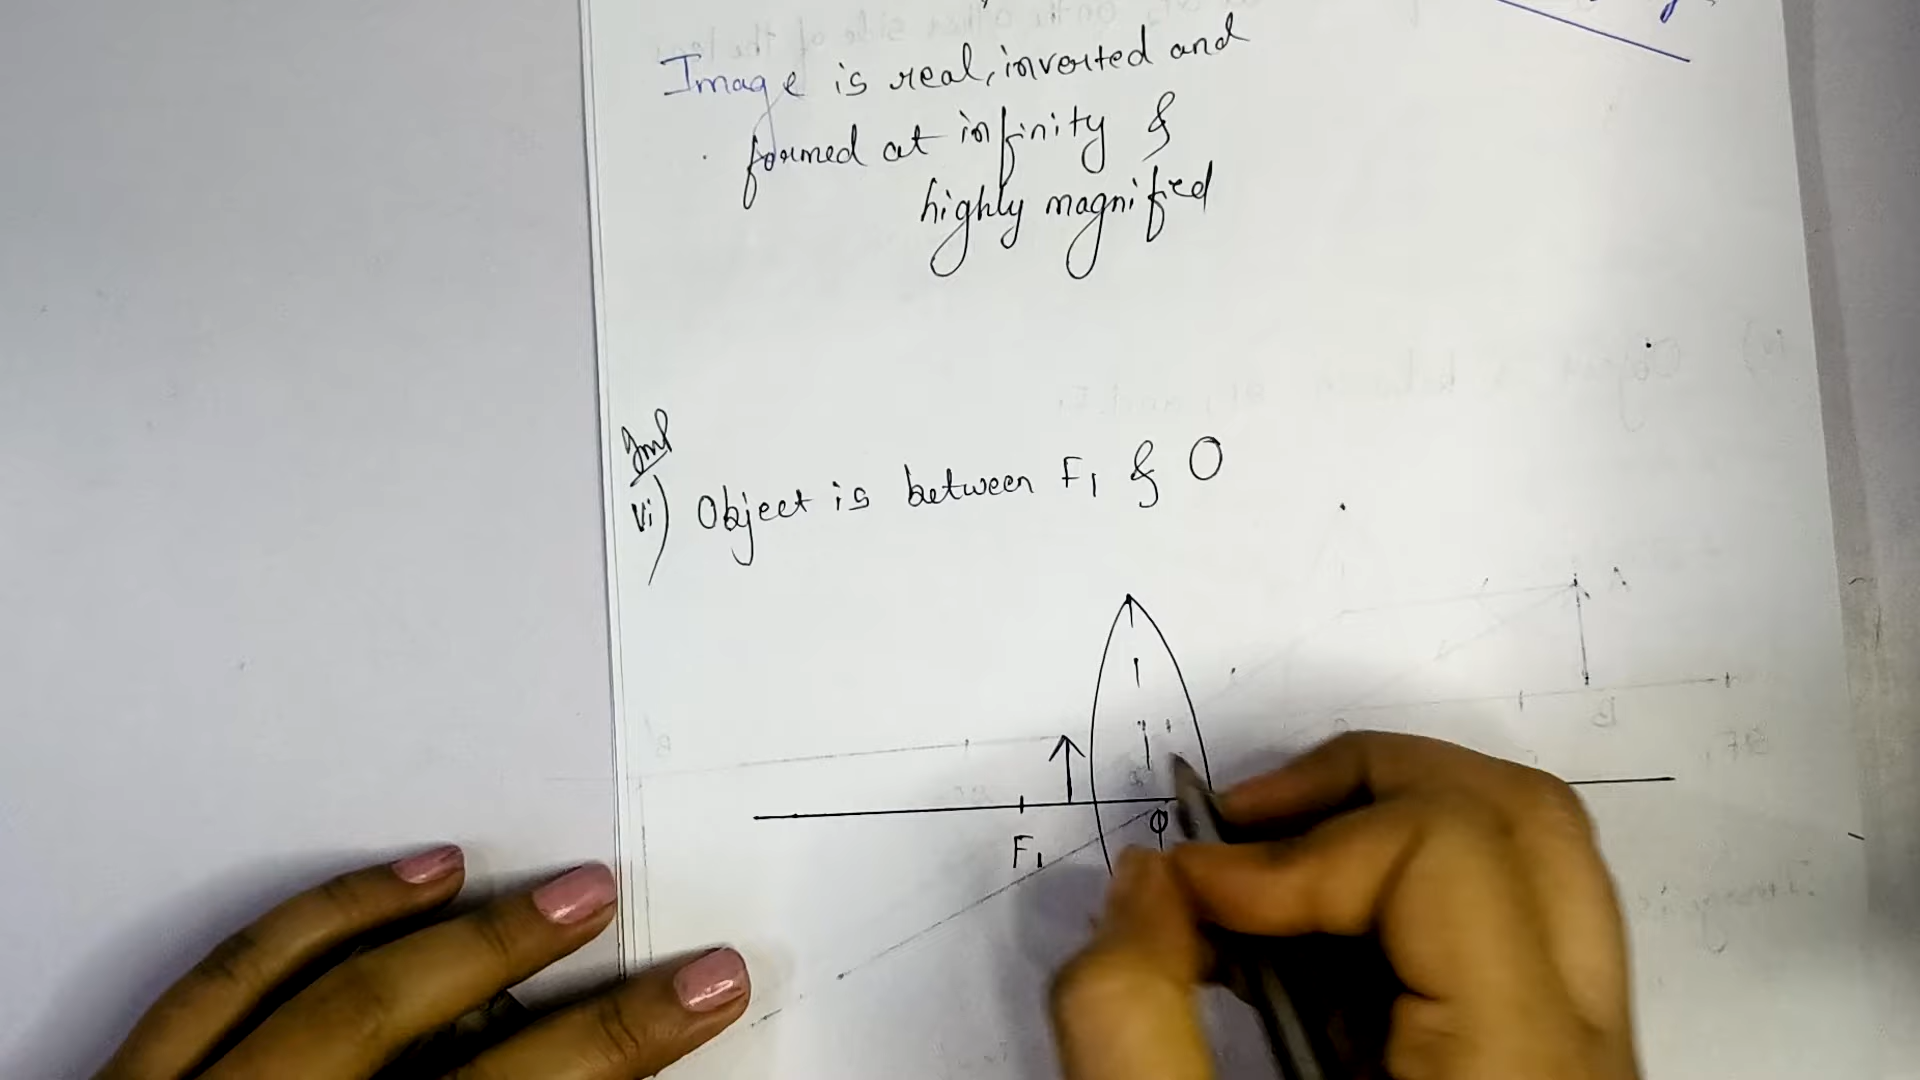 Image is real, inverted and
formed at infinity &
highly magnified
Imp
vi) Object is between F1 & O
F1
O